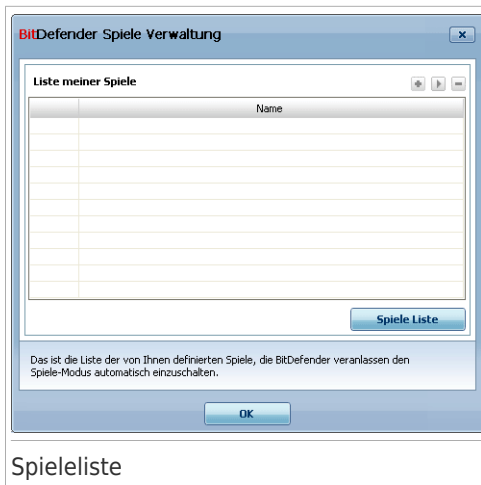 BitDefender Spiele Verwaltung
Liste meiner Spiele
Name
Spiele Liste
Das ist die Liste der von Ihnen definierten Spiele, die BitDefender veranlassen den
Spiele-Modus automatisch einzuschalten.
OK
Spieleliste